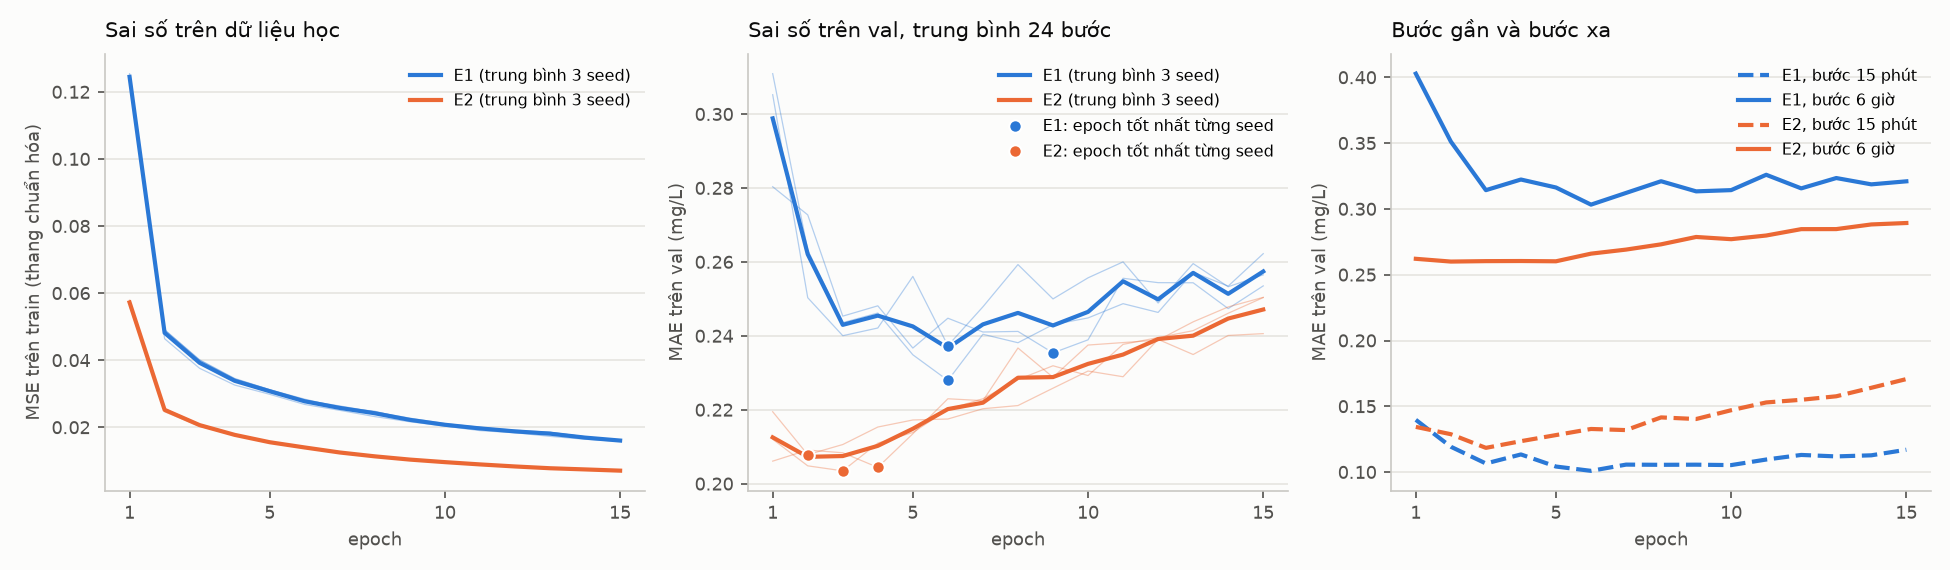 Sai số trên dữ liệu học
E1 (trung bình 3 seed)
E2 (trung bình 3 seed)
MSE trên train (thang chuẩn hóa)
0.12
0.10
0.08
0.06
0.04
0.02
1
5
10
15
epoch
Sai số trên val, trung bình 24 bước
E1 (trung bình 3 seed)
E2 (trung bình 3 seed)
E1: epoch tốt nhất từng seed
E2: epoch tốt nhất từng seed
MAE trên val (mg/L)
0.30
0.28
0.26
0.24
0.22
0.20
1
5
10
15
epoch
Bước gần và bước xa
E1, bước 15 phút
E1, bước 6 giờ
E2, bước 15 phút
E2, bước 6 giờ
MAE trên val (mg/L)
0.40
0.35
0.30
0.25
0.20
0.15
0.10
1
5
10
15
epoch